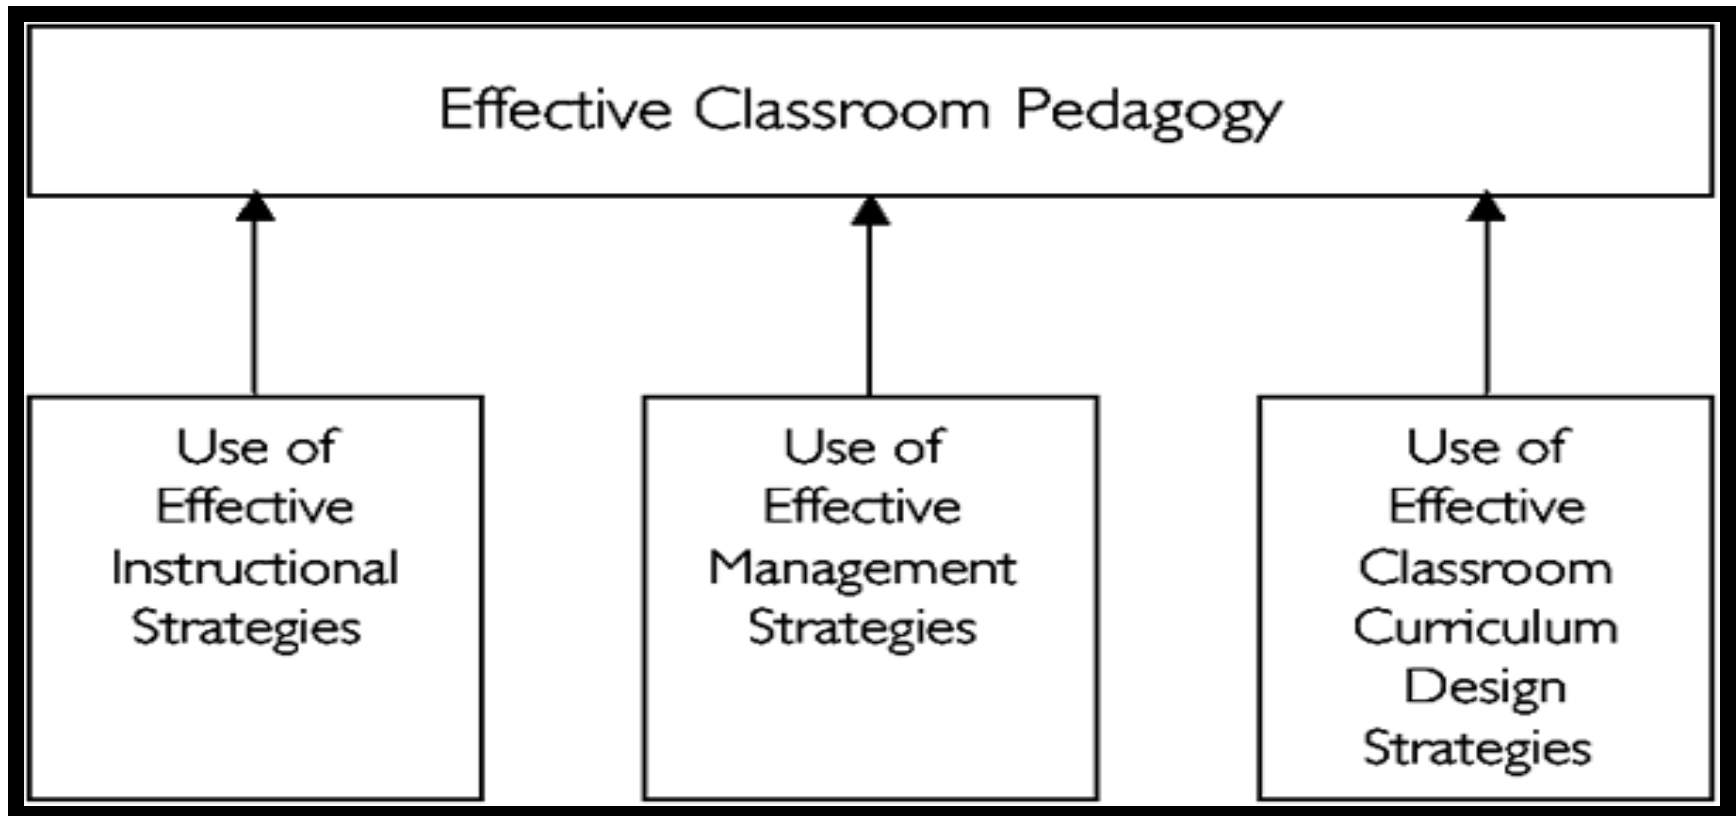 Effective Classroom Pedagogy
Use of
Effective
Instructional
Strategies
Use of
Effective
Management
Strategies
Use of
Effective
Classroom
Curriculum
Design
Strategies